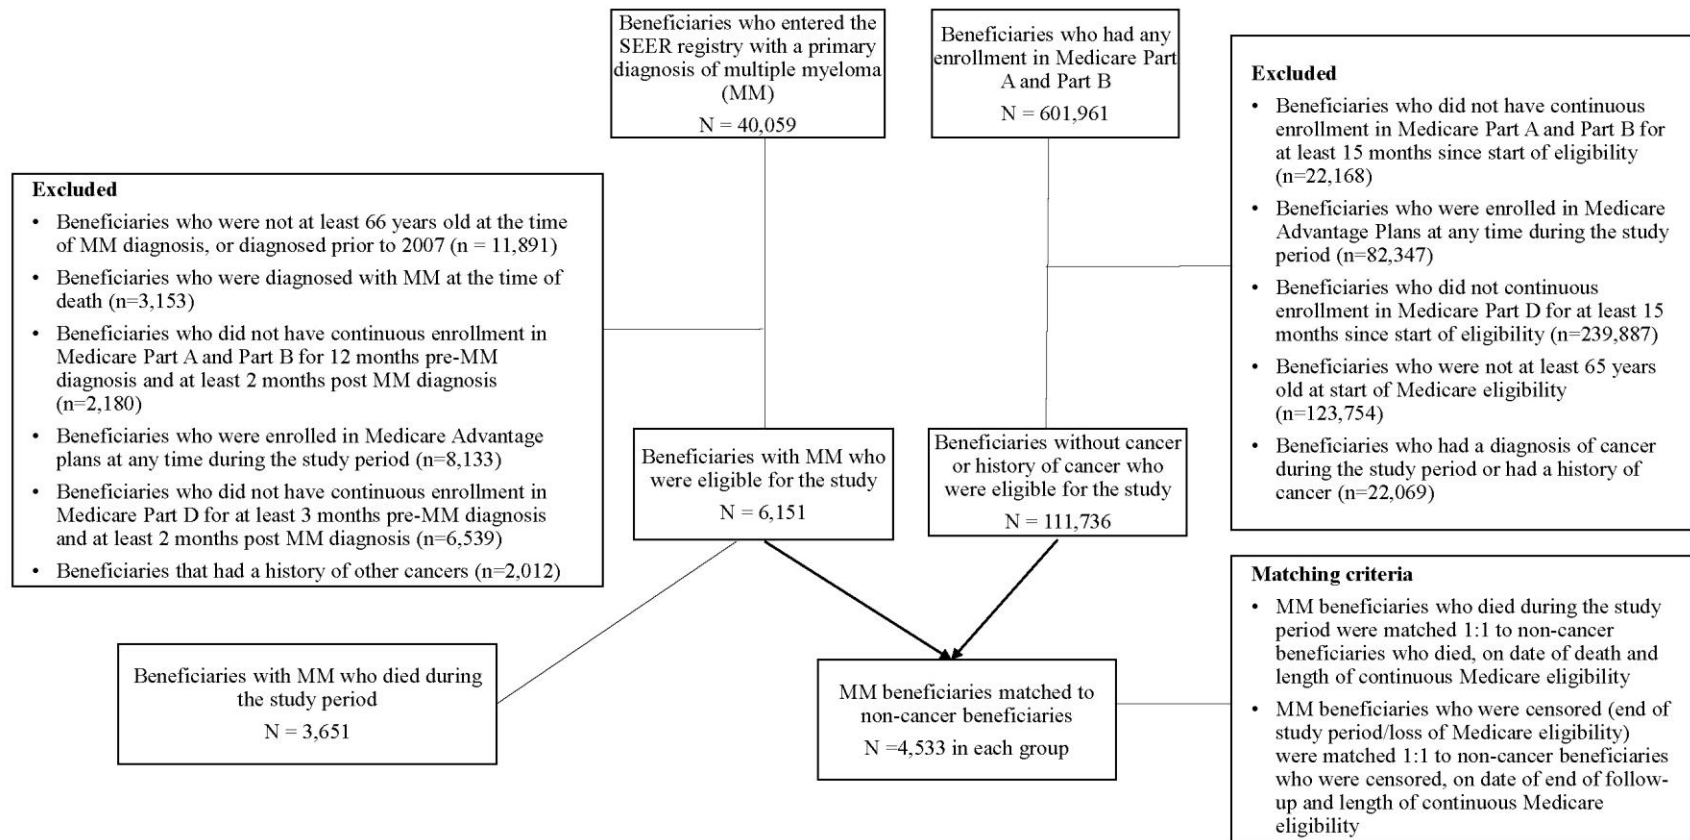 Beneficiaries who entered the
SEER registry with a primary
diagnosis of multiple myeloma
(MM)
N = 40,059
Beneficiaries who had any
enrollment in Medicare Part
A and Part B
N = 601,961
Excluded
• Beneficiaries who did not have continuous
enrollment in Medicare Part A and Part B for
at least 15 months since start of eligibility
(n=22,168)
• Beneficiaries who were enrolled in Medicare
Advantage Plans at any time during the study
period (n=82,347)
• Beneficiaries who did not continuous
enrollment in Medicare Part D for at least 15
months since start of eligibility (n=239,887)
• Beneficiaries who were not at least 65 years
old at start of Medicare eligibility
(n=123,754)
• Beneficiaries who had a diagnosis of cancer
during the study period or had a history of
cancer (n=22,069)
Excluded
• Beneficiaries who were not at least 66 years old at the time
of MM diagnosis, or diagnosed prior to 2007 (n = 11,891)
• Beneficiaries who were diagnosed with MM at the time of
death (n=3,153)
• Beneficiaries who did not have continuous enrollment in
Medicare Part A and Part B for 12 months pre-MM
diagnosis and at least 2 months post MM diagnosis
(n=2,180)
• Beneficiaries who were enrolled in Medicare Advantage
plans at any time during the study period (n=8,133)
• Beneficiaries who did not have continuous enrollment in
Medicare Part D for at least 3 months pre-MM diagnosis
and at least 2 months post MM diagnosis (n=6,539)
• Beneficiaries that had a history of other cancers (n=2,012)
Beneficiaries with MM who
were eligible for the study
N = 6,151
Beneficiaries without cancer
or history of cancer who
were eligible for the study
N = 111,736
Beneficiaries with MM who died during
the study period
N = 3,651
MM beneficiaries matched to
non-cancer beneficiaries
N =4,533 in each group
Matching criteria
• MM beneficiaries who died during the study
period were matched 1:1 to non-cancer
beneficiaries who died, on date of death and
length of continuous Medicare eligibility
• MM beneficiaries who were censored (end of
study period/loss of Medicare eligibility)
were matched 1:1 to non-cancer beneficiaries
who were censored, on date of end of follow-
up and length of continuous Medicare
eligibility